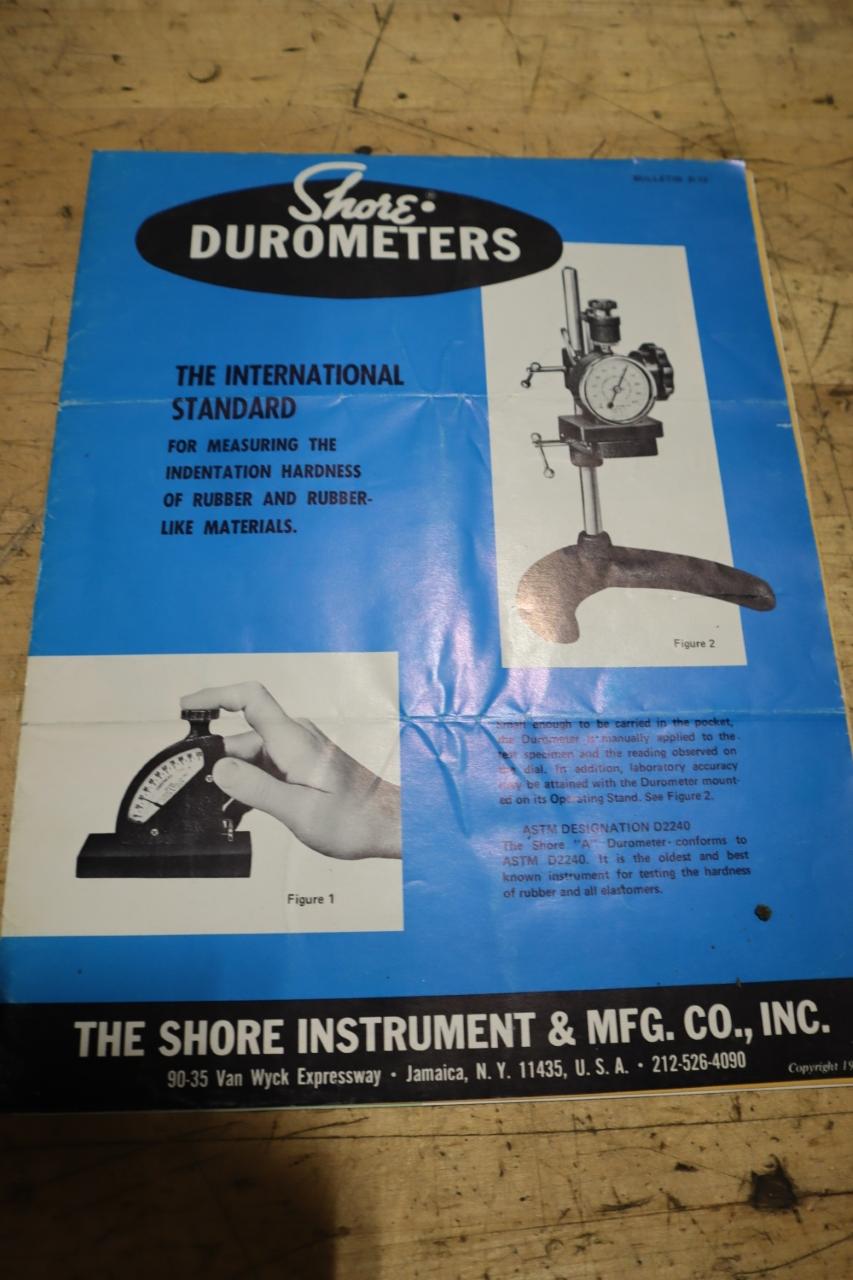 BULLETIN
Shore®
DUROMETERS
THE INTERNATIONAL
STANDARD
FOR MEASURING THE
INDENTATION HARDNESS
OF RUBBER AND RUBBER-
LIKE MATERIALS.
Figure 2
Figure 1
Small enough to be carried in the pocket,
the Durometer is manually applied to the
test specimen and the reading observed on
the dial. In addition, laboratory accuracy
may be attained with the Durometer mount-
ed on its Operating Stand. See Figure 2.
ASTM DESIGNATION D2240
The Shore "A" Durometer conforms to
ASTM D2240. It is the oldest and best
known instrument for testing the hardness
of rubber and all elastomers.
THE SHORE INSTRUMENT & MFG. CO., INC.
90-35 Van Wyck Expressway • Jamaica, N. Y. 11435, U. S. A. • 212-526-4090
Copyright 19